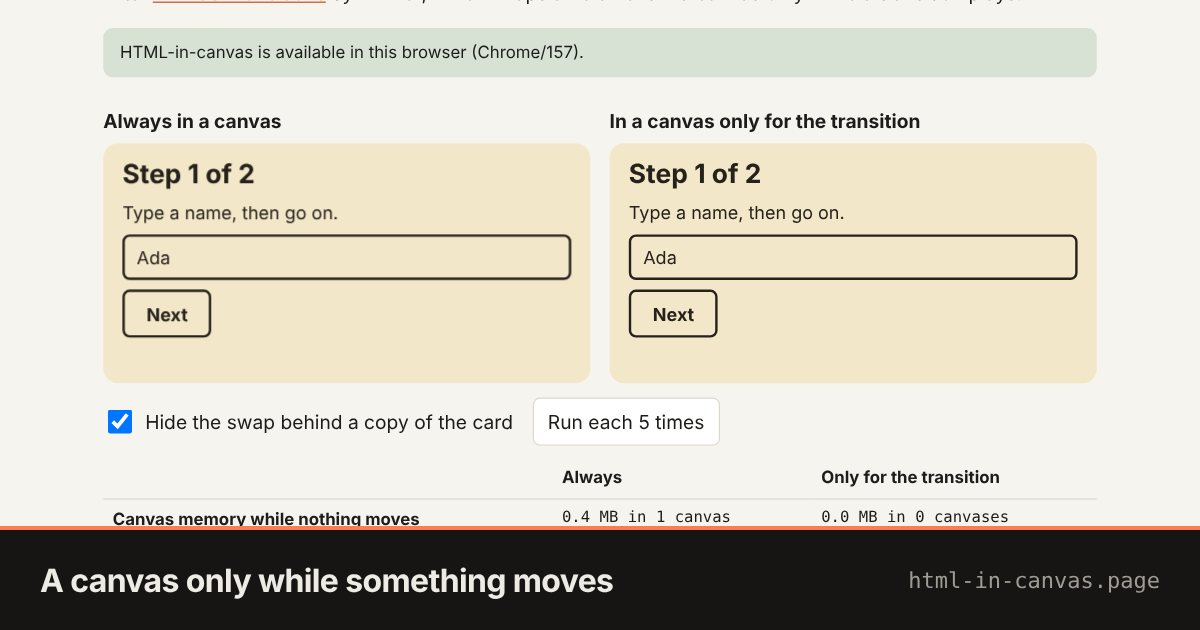 HTML-in-canvas is available in this browser (Chrome/157).
Always in a canvas
In a canvas only for the transition
Step 1 of 2
Type a name, then go on.
Ada
Next
Step 1 of 2
Type a name, then go on.
Ada
Next
Hide the swap behind a copy of the card
Run each 5 times
Always
Only for the transition
Canvas memory while nothing moves
0.4 MB in 1 canvas
0.0 MB in 0 canvases
A canvas only while something moves
html-in-canvas.page